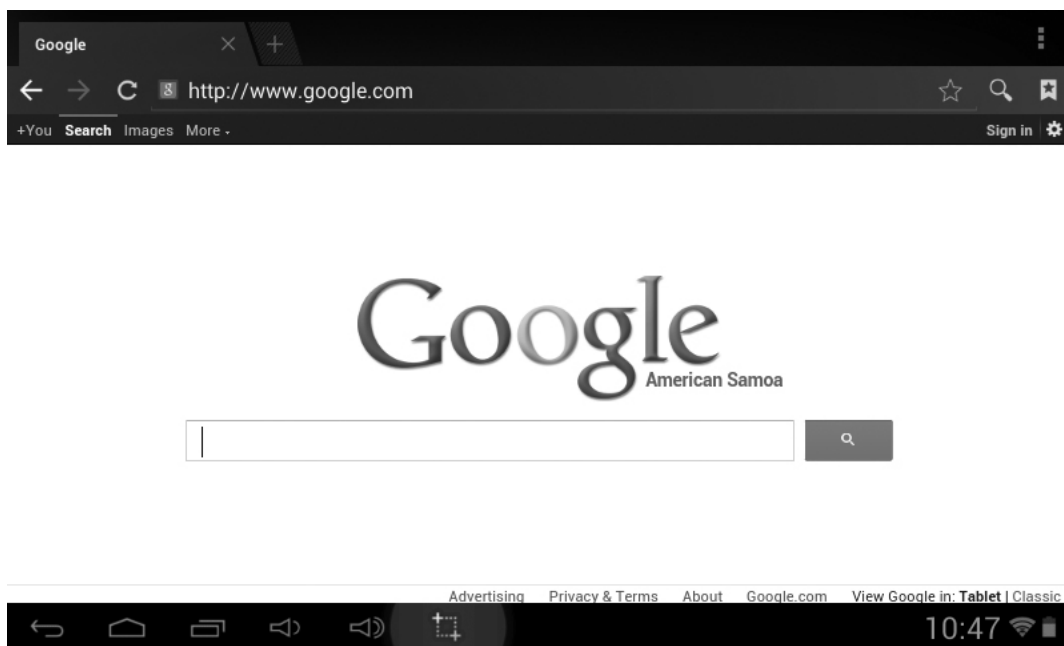 Google
http://www.google.com
+You Search Images More
Sign in
Google
American Samoa
Advertising Privacy & Terms About Google.com View Google in: Tablet | Classic
10:47